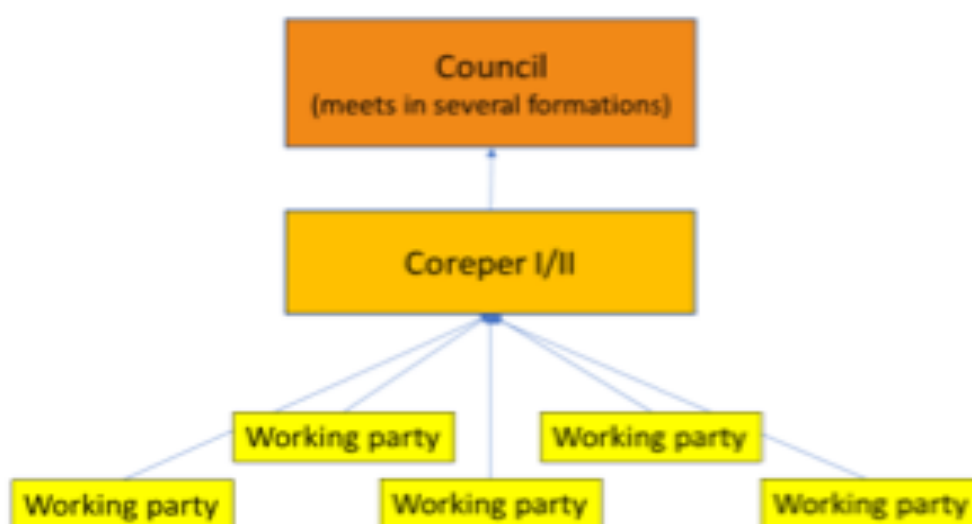 Council
(meets in several formations)
Coreper I/II
Working party
Working party
Working party
Working party
Working party